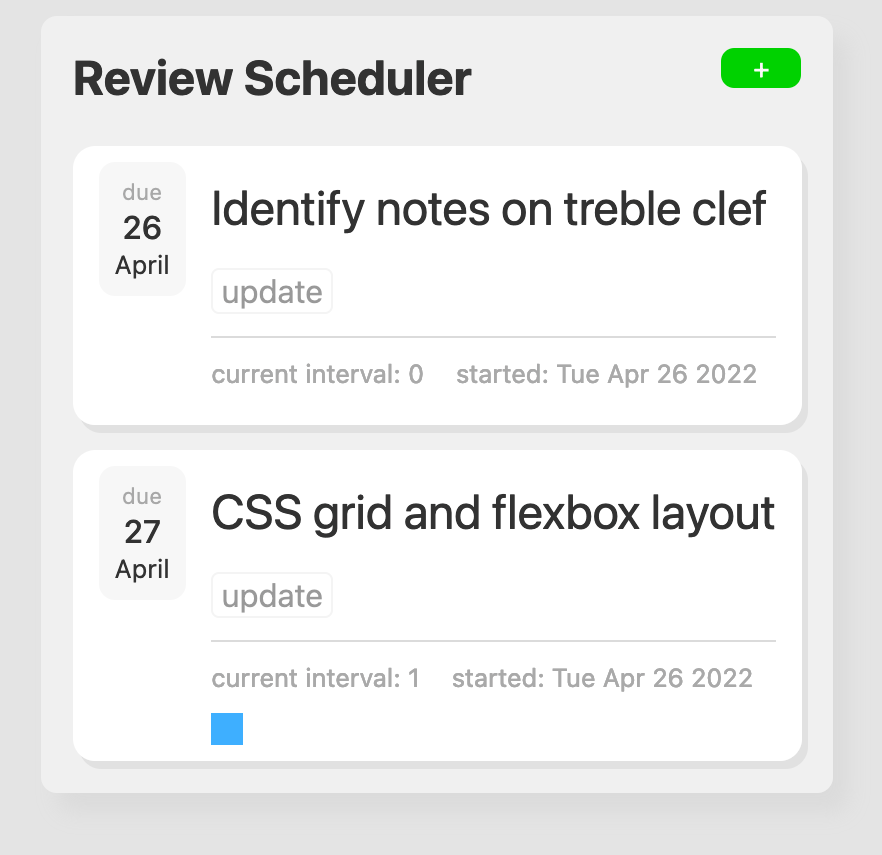 Review Scheduler
+
due
26
April
Identify notes on treble clef
update
current interval: 0 started: Tue Apr 26 2022
due
27
April
CSS grid and flexbox layout
update
current interval: 1 started: Tue Apr 26 2022